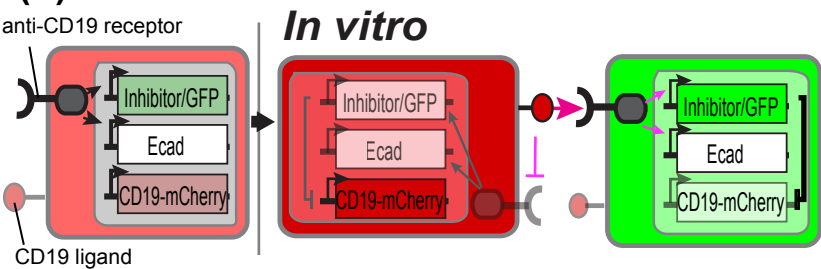 anti-CD19 receptor
In vitro
Inhibitor/GFP
Ecad
CD19-mCherry
CD19 ligand
Inhibitor/GFP
Ecad
CD19-mCherry
Inhibitor/GFP
Ecad
CD19-mCherry